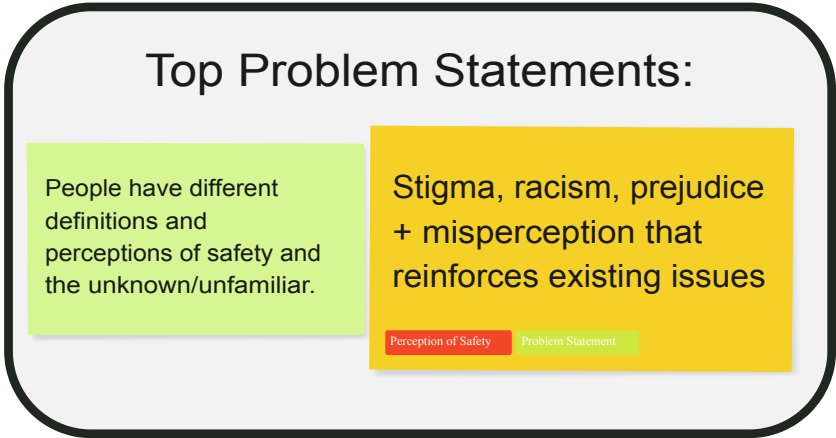 Top Problem Statements:
People have different
definitions and
perceptions of safety and
the unknown/unfamiliar.
Stigma, racism, prejudice
+ misperception that
reinforces existing issues
Perception of Safety
Problem Statement